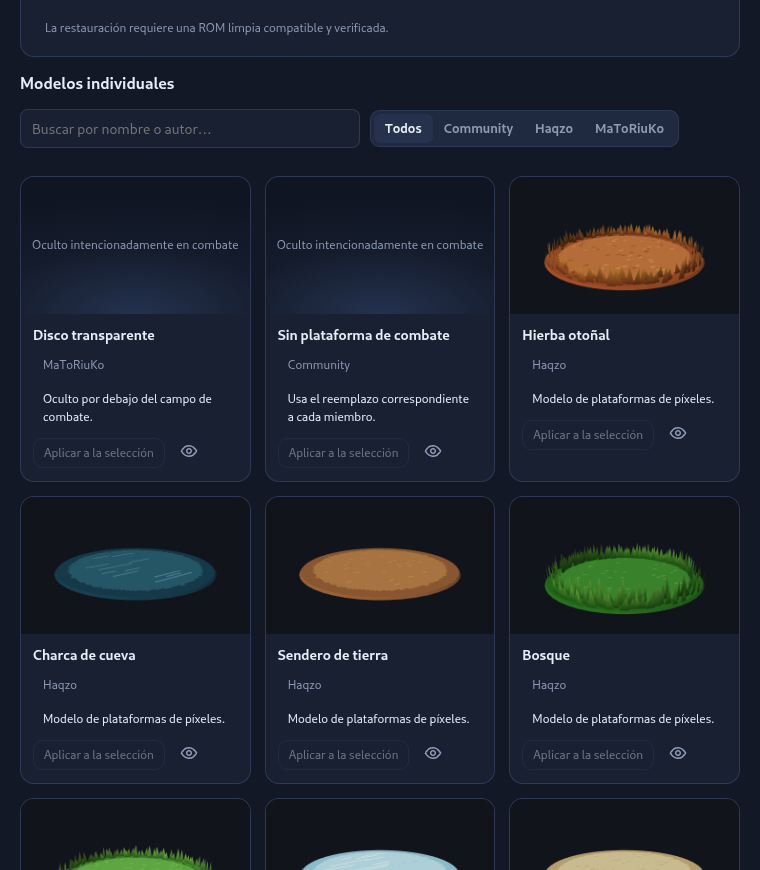 La restauración requiere una ROM limpia compatible y verificada.
Modelos individuales
Buscar por nombre o autor...
Todos
Community
Haqzo
MaToRiuKo
Oculto intencionadamente en combate
Disco transparente
MaToRiuKo
Oculto por debajo del campo de
combate.
Aplicar a la selección
Oculto intencionadamente en combate
Sin plataforma de combate
Community
Usa el reemplazo correspondiente
a cada miembro.
Aplicar a la selección
Hierba otoñal
Haqzo
Modelo de plataformas de píxeles.
Aplicar a la selección
Charca de cueva
Haqzo
Modelo de plataformas de píxeles.
Aplicar a la selección
Sendero de tierra
Haqzo
Modelo de plataformas de píxeles.
Aplicar a la selección
Bosque
Haqzo
Modelo de plataformas de píxeles.
Aplicar a la selección